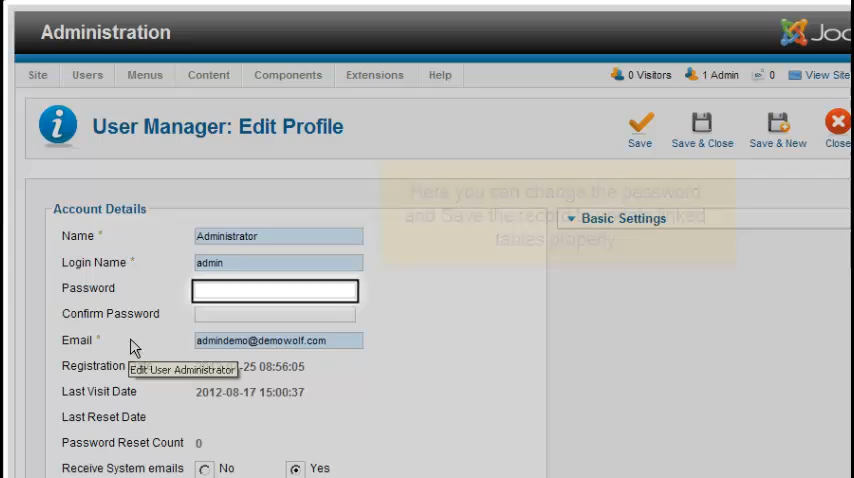 Administration
Joo
Site Users Menus Content Components Extensions Help 0 Visitors 1 Admin 0 View Site
User Manager: Edit Profile
Save Save & Close Save & New Close
Here you can change the password
and Save the record linked
tables properly
Basic Settings
Account Details
Name * Administrator
Login Name * admin
Password
Confirm Password
Email * admindemo@demowolf.com
Registration -25 08:56:05
Edit User Administrator
Last Visit Date 2012-08-17 15:00:37
Last Reset Date
Password Reset Count 0
Receive System emails No Yes